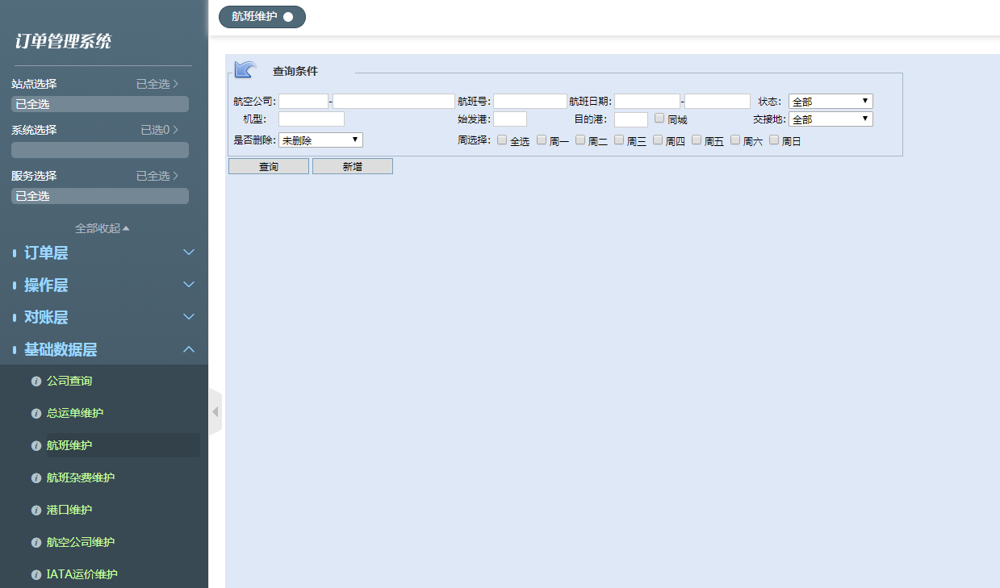 订单管理系统
站点选择 已全选
已全选
系统选择 已选0
服务选择 已全选
已全选
全部收起
订单层
操作层
对账层
基础数据层
公司查询
总运单维护
航班维护
航班杂费维护
港口维护
航空公司维护
IATA运价维护
航班维护
查询条件
航空公司: - 航班号: 航班日期: - 状态: 全部
机型: 始发港: 目的港: 同域 交接地: 全部
是否删除: 未删除 周选择: 全选 周一 周二 周三 周四 周五 周六 周日
查询 新增